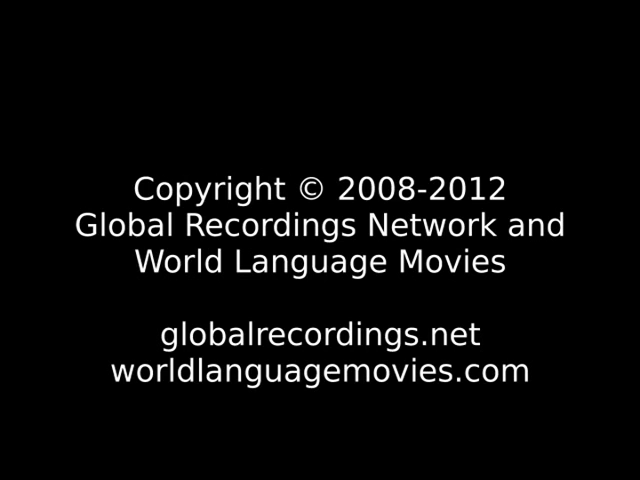 Copyright © 2008-2012
Global Recordings Network and
World Language Movies
globalrecordings.net
worldlanguagemovies.com